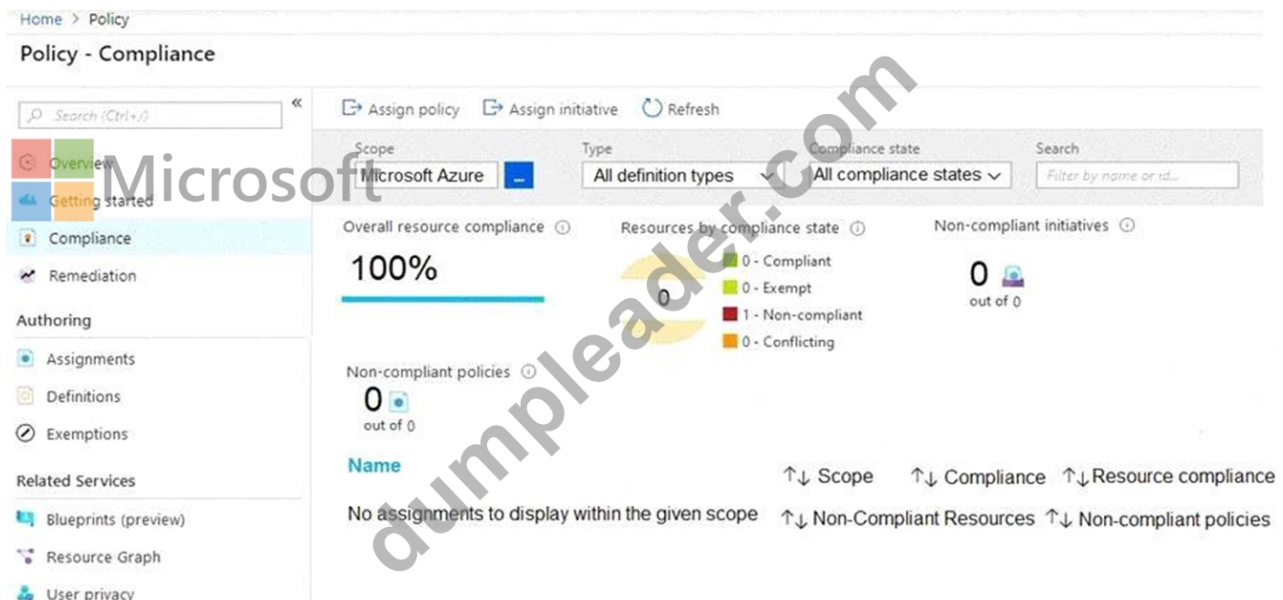 Home > Policy
Policy - Compliance
Search (Ctrl+/)
«
Assign policy Assign initiative Refresh
Microsoft
Overview
Getting started
Compliance
Remediation
Authoring
Assignments
Definitions
Exemptions
Related Services
Blueprints (preview)
Resource Graph
User privacy
Scope Type Compliance state Search
Microsoft Azure ... All definition types All compliance states Filter by name or id...
Overall resource compliance
100%
Resources by compliance state
0
0 - Compliant
0 - Exempt
1 - Non-compliant
0 - Conflicting
Non-compliant initiatives
0
out of 0
Non-compliant policies
0
out of 0
Name ↑↓ Scope ↑↓ Compliance ↑↓ Resource compliance
No assignments to display within the given scope ↑↓ Non-Compliant Resources ↑↓ Non-compliant policies
dumpleader.com